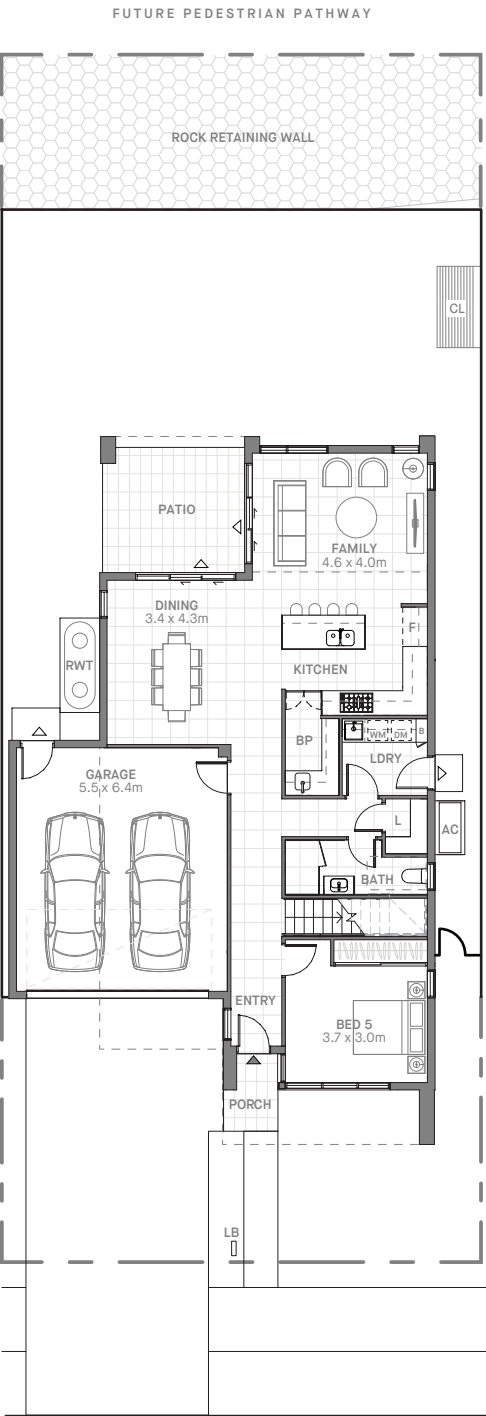 FUTURE PEDESTRIAN PATHWAY
ROCK RETAINING WALL
CL
PATIO
FAMILY
4.6 x 4.0m
DINING
3.4 x 4.3m
F
RWT
KITCHEN
BP
WM
DM
B
LDRY
GARAGE
5.5 x 6.4m
L
AC
BATH
ENTRY
BED 5
3.7 x 3.0m
PORCH
LB